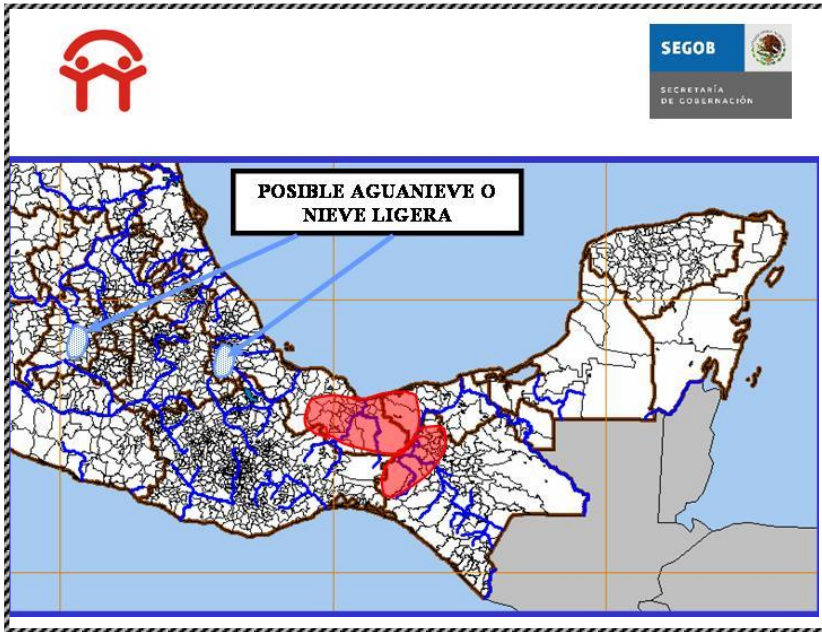 SEGOB
SECRETARÍA
DE GOBERNACIÓN
POSIBLE AGUANIEVE O
NIEVE LIGERA